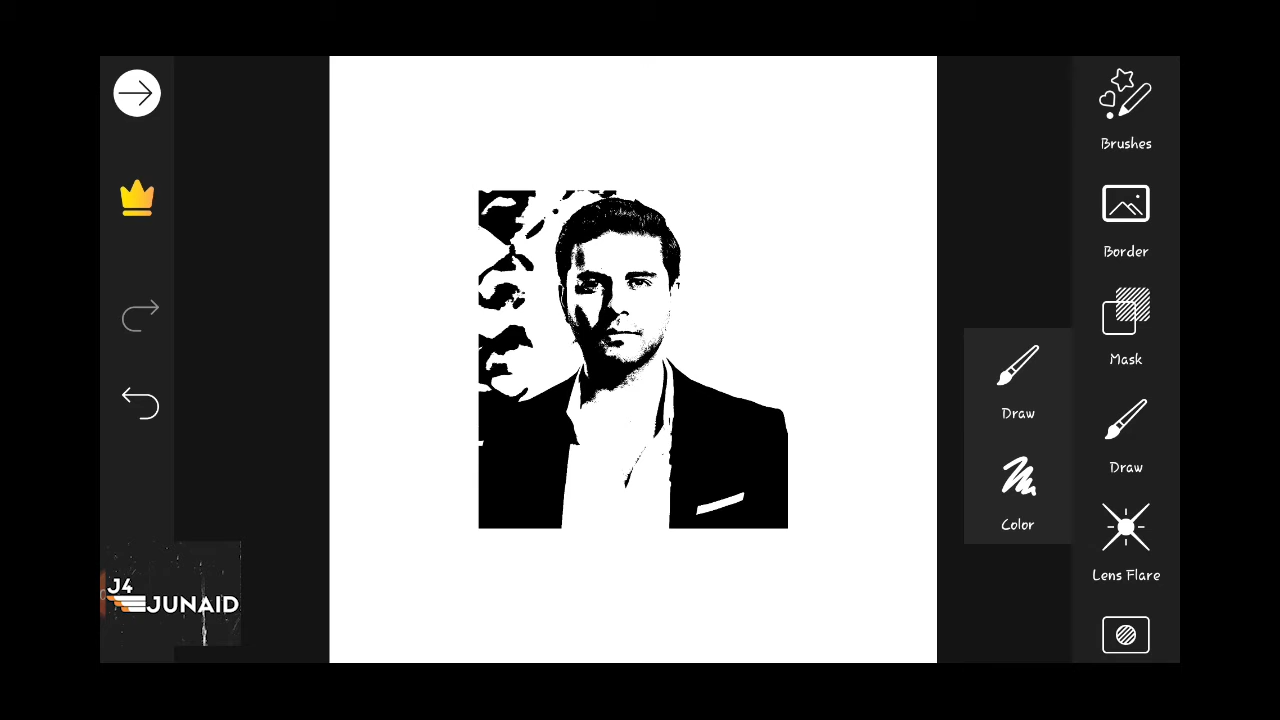 Brushes
Border
Mask
Draw
Color
Draw
Lens Flare
J4
JUNAID